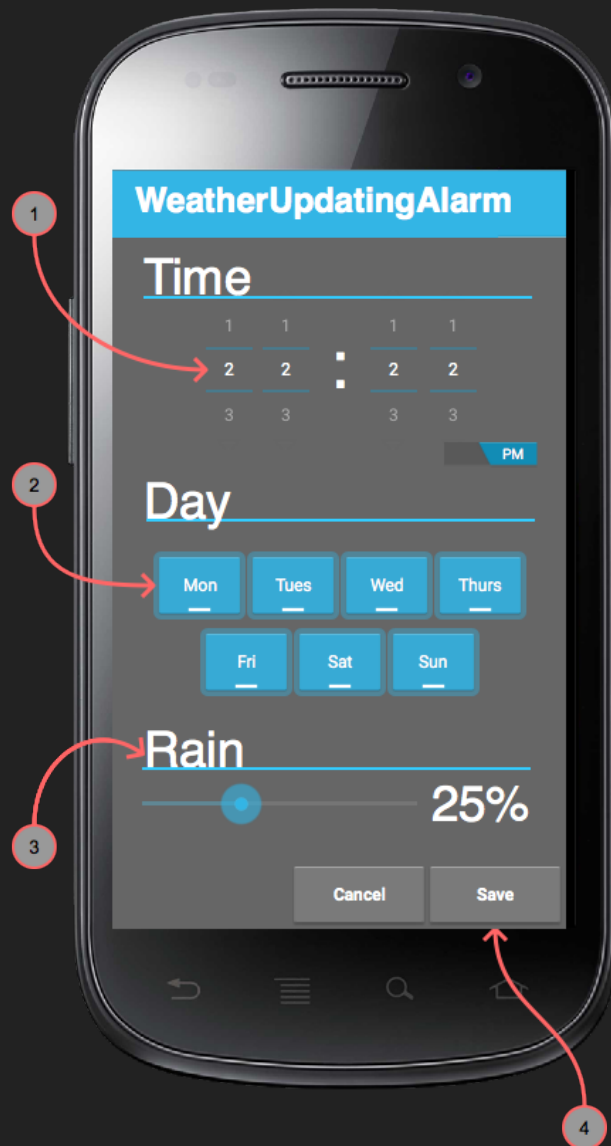 WeatherUpdatingAlarm
1
Time
1 1 1 1
2 2 : 2 2
3 3 3 3
PM
2
Day
Mon Tues Wed Thurs
Fri Sat Sun
Rain
25%
3
Cancel Save
4